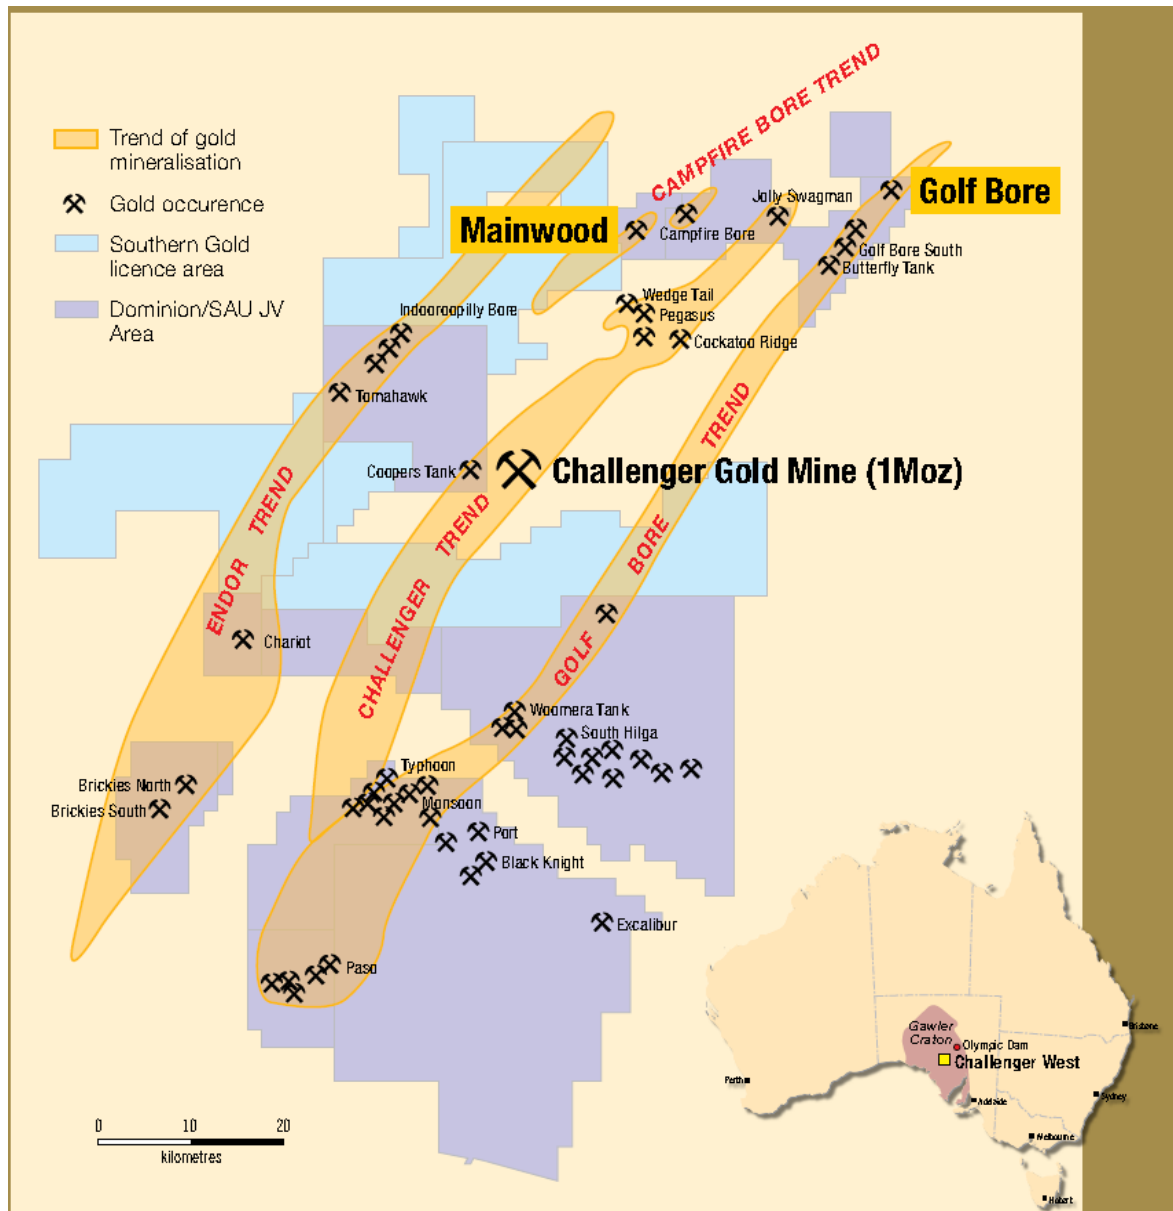 CAMPFIRE BORE TREND
Trend of gold
mineralisation
Gold occurence
Southern Gold
licence area
Dominion/SAU JV
Area
Mainwood
Golf Bore
Jolly Swagman
Campfire Bore
Golf Bore South
Butterfly Tank
Wedge Tail
Pegasus
Cockatoo Ridge
Indooroopilly Bore
Tomahawk
Coopers Tank
Challenger Gold Mine (1Moz)
ENDOR TREND
CHALLENGER TREND
GOLF BORE TREND
Chariot
Woomera Tank
South Hilga
Typhoon
Monsoon
Brickies North
Brickies South
Port
Black Knight
Excalibur
Paso
0 10 20
kilometres
Gawler
Craton
Olympic Dam
Challenger West
Brisbone
Perth
Adelaide
Sydney
Melbourne
Hobart